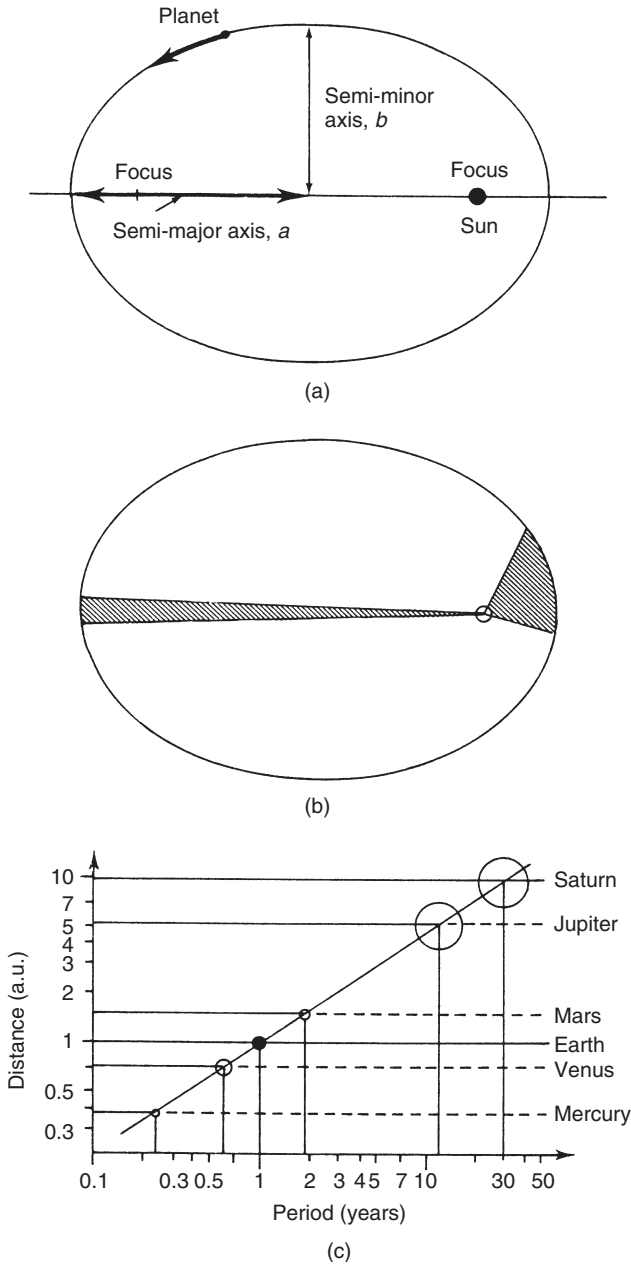 Planet
Semi-minor
axis, b
Focus
Focus
Semi-major axis, a
Sun
(a)
(b)
10
7
5
4
3
2
1
0.5
0.3
Distance (a.u.)
Saturn
Jupiter
Mars
Earth
Venus
Mercury
0.1 0.3 0.5 1 2 3 4 5 7 10 30 50
Period (years)
(c)